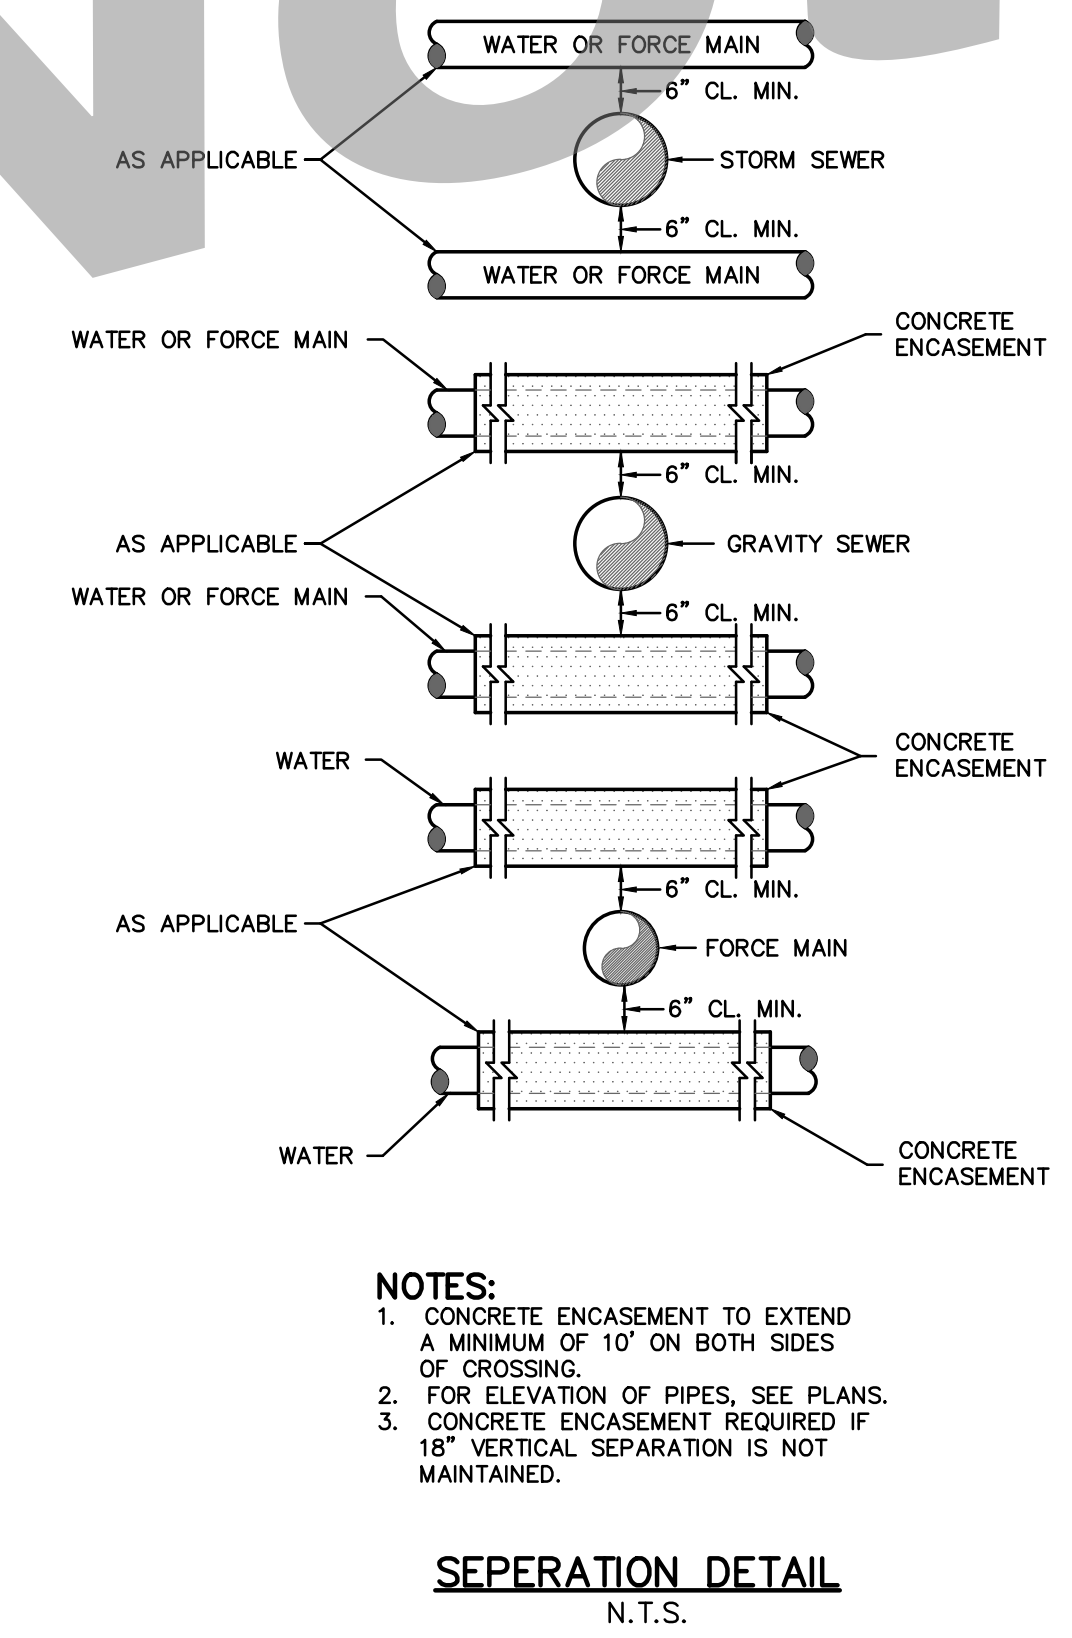 WATER OR FORCE MAIN
6" CL. MIN.
AS APPLICABLE
STORM SEWER
6" CL. MIN.
WATER OR FORCE MAIN
CONCRETE
ENCASEMENT
WATER OR FORCE MAIN
6" CL. MIN.
AS APPLICABLE
GRAVITY SEWER
WATER OR FORCE MAIN
6" CL. MIN.
CONCRETE
ENCASEMENT
WATER
6" CL. MIN.
AS APPLICABLE
FORCE MAIN
6" CL. MIN.
WATER
CONCRETE
ENCASEMENT
NOTES:
1. CONCRETE ENCASEMENT TO EXTEND
A MINIMUM OF 10' ON BOTH SIDES
OF CROSSING.
2. FOR ELEVATION OF PIPES, SEE PLANS.
3. CONCRETE ENCASEMENT REQUIRED IF
18" VERTICAL SEPARATION IS NOT
MAINTAINED.
SEPERATION DETAIL
N.T.S.